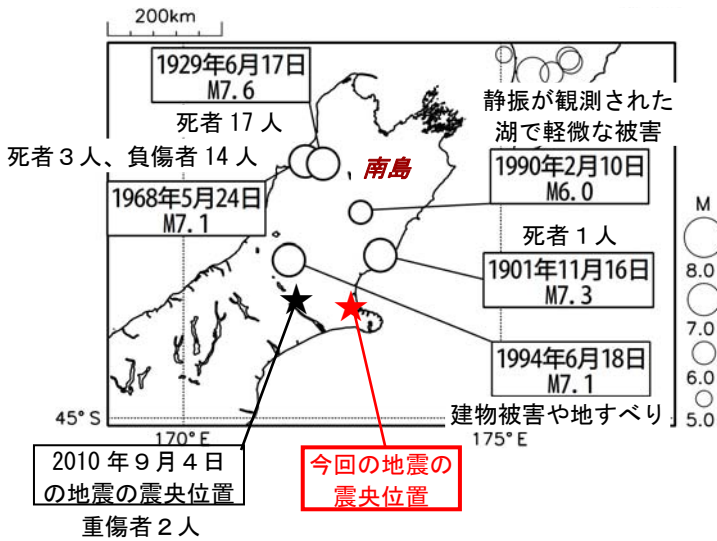 200km
1929年6月17日
M7.6
死者 17 人
死者３人、負傷者 14 人
1968年5月24日
M7.1
南島
静振が観測された
湖で軽微な被害
1990年2月10日
M6.0
死者１人
1901年11月16日
M7.3
1994年6月18日
M7.1
建物被害や地すべり
M
8.0
7.0
6.0
5.0
45°S
170°E
175°E
2010 年９月４日
の地震の震央位置
重傷者２人
今回の地震の
震央位置